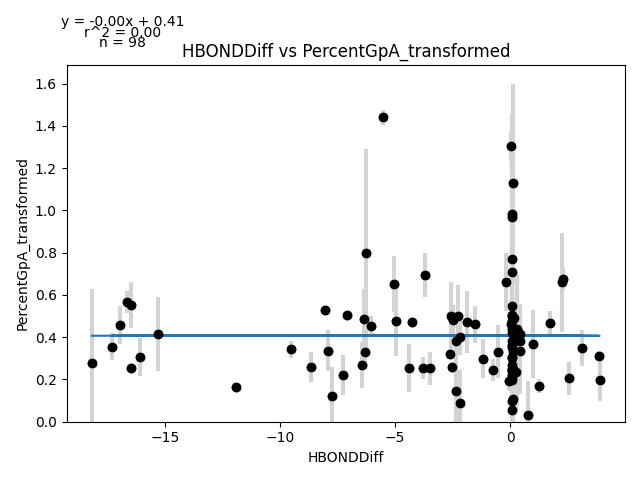 y = -0.00x + 0.41
r^2 = 0.00
n = 98
HBONDDiff vs PercentGpA_transformed
PercentGpA_transformed
1.6
1.4
1.2
1.0
0.8
0.6
0.4
0.2
0.0
−15
−10
−5
0
HBONDDiff